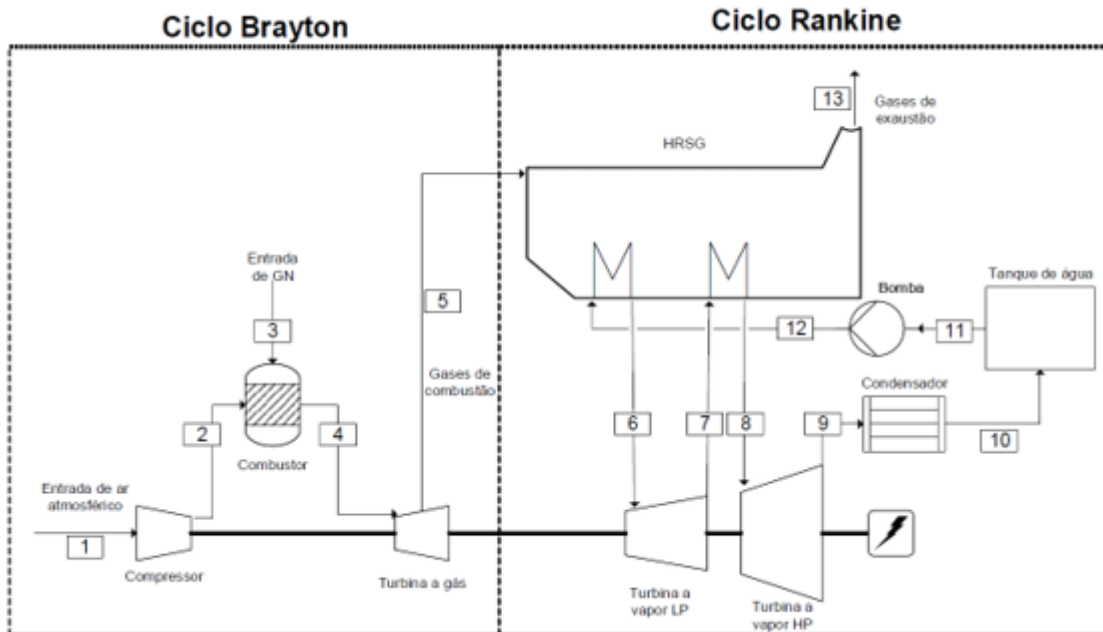 Ciclo Brayton
Ciclo Rankine
13
Gases de
exaustão
HRSG
Entrada
de GN
3
5
Gases de
combustão
2
4
Combustor
Entrada de ar
atmosférico
1
Compressor
Turbina a gás
Bomba
Tanque de água
12
11
Condensador
6
7
8
9
10
Turbina a
vapor LP
Turbina a
vapor HP